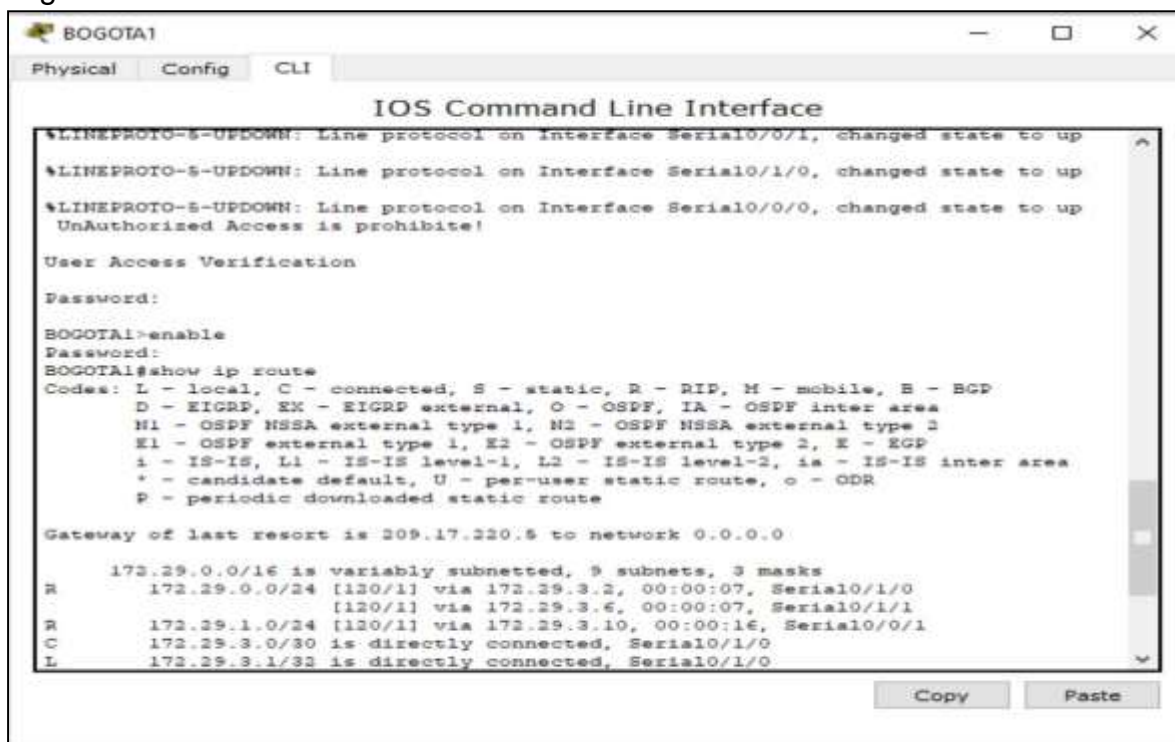 BOGOTA1
Physical Config CLI
IOS Command Line Interface
%LINEPROTO-5-UPDOWN: Line protocol on Interface Serial0/0/1, changed state to up
%LINEPROTO-5-UPDOWN: Line protocol on Interface Serial0/1/0, changed state to up
%LINEPROTO-5-UPDOWN: Line protocol on Interface Serial0/0/0, changed state to up
UnAuthorized Access is prohibite!
User Access Verification
Password:
BOGOTA1>enable
Password:
BOGOTA1#show ip route
Codes: L - local, C - connected, S - static, R - RIP, M - mobile, B - BGP
D - EIGRP, EX - EIGRP external, O - OSPF, IA - OSPF inter area
N1 - OSPF NSSA external type 1, N2 - OSPF NSSA external type 2
E1 - OSPF external type 1, E2 - OSPF external type 2, E - EGP
i - IS-IS, L1 - IS-IS level-1, L2 - IS-IS level-2, ia - IS-IS inter area
* - candidate default, U - per-user static route, o - ODR
P - periodic downloaded static route
Gateway of last resort is 209.17.220.5 to network 0.0.0.0
172.29.0.0/16 is variably subnetted, 9 subnets, 3 masks
R 172.29.0.0/24 [120/1] via 172.29.3.2, 00:00:07, Serial0/1/0
[120/1] via 172.29.3.6, 00:00:07, Serial0/1/1
R 172.29.1.0/24 [120/1] via 172.29.3.10, 00:00:16, Serial0/0/1
C 172.29.3.0/30 is directly connected, Serial0/1/0
L 172.29.3.1/32 is directly connected, Serial0/1/0
Copy Paste